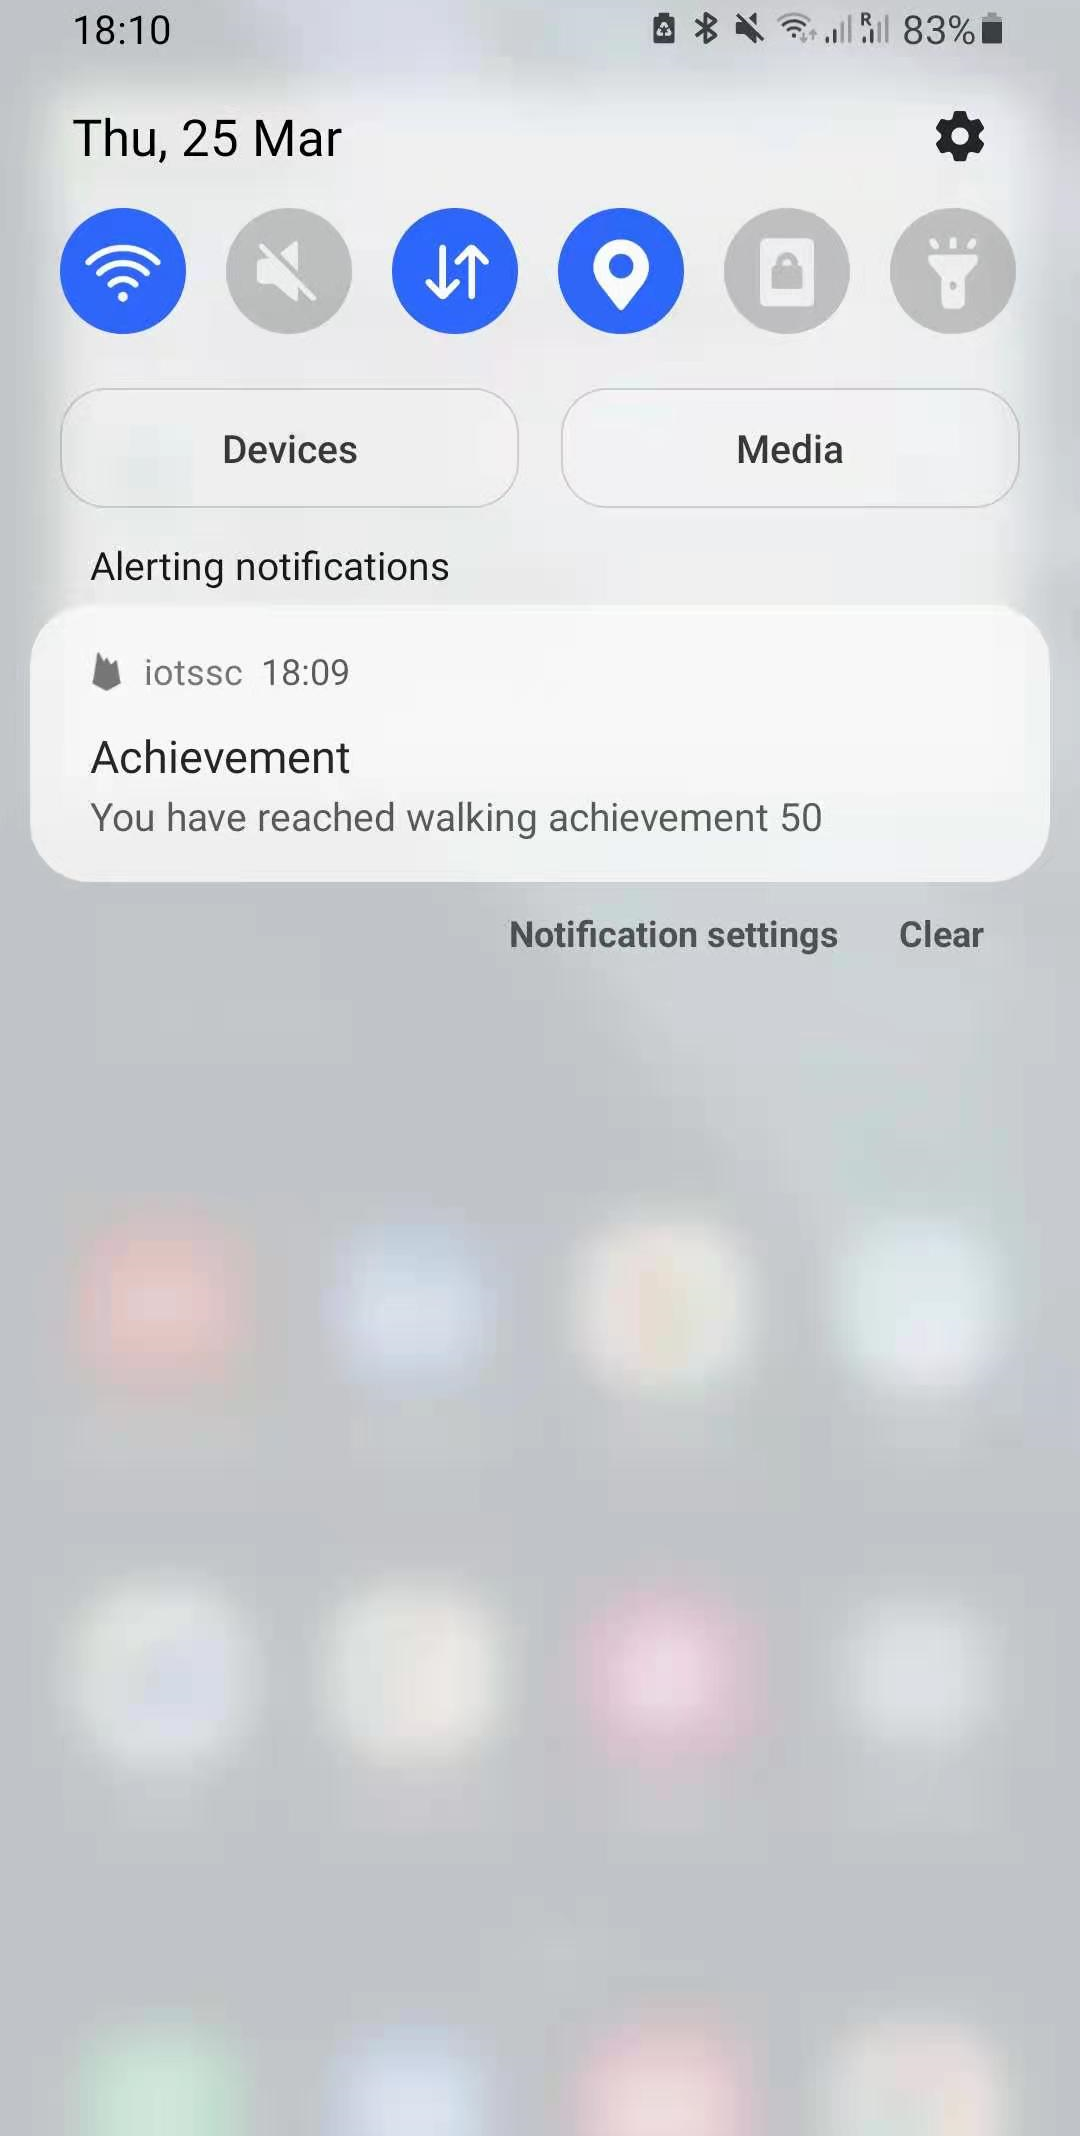 18:10
R
83%
Thu, 25 Mar
Devices
Media
Alerting notifications
iotssc 18:09
Achievement
You have reached walking achievement 50
Notification settings
Clear